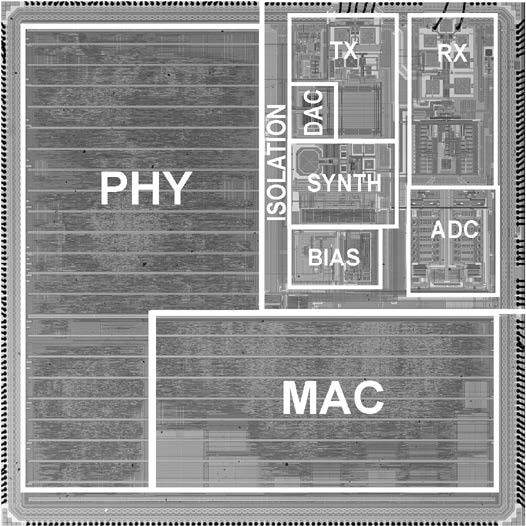 PHY
ISOLATION
TX
DAC
SYNTH
BIAS
RX
ADC
MAC